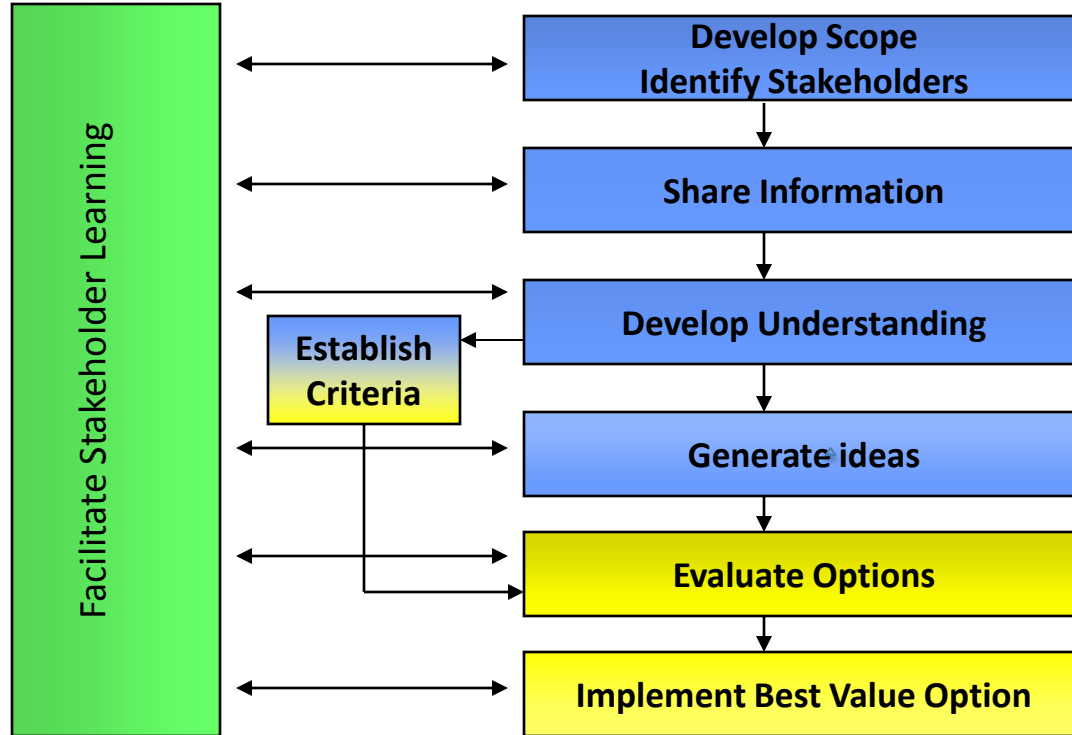 Facilitate Stakeholder Learning
Develop Scope
Identify Stakeholders
Share Information
Develop Understanding
Establish
Criteria
Generate ideas
Evaluate Options
Implement Best Value Option